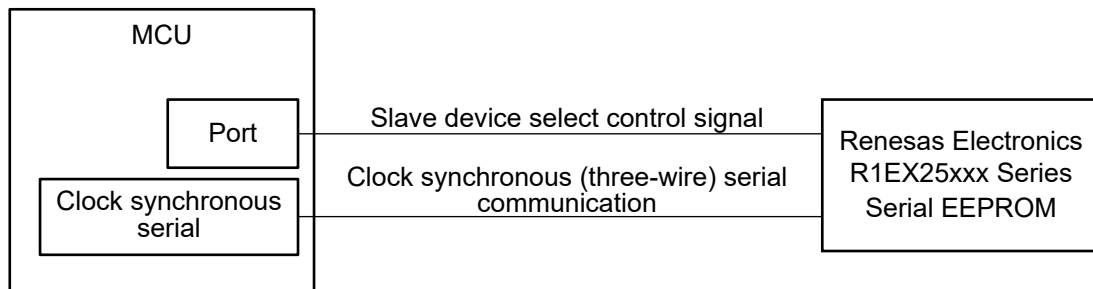 MCU
Port
Slave device select control signal
Clock synchronous
serial
Clock synchronous (three-wire) serial
communication
Renesas Electronics
R1EX25xxx Series
Serial EEPROM